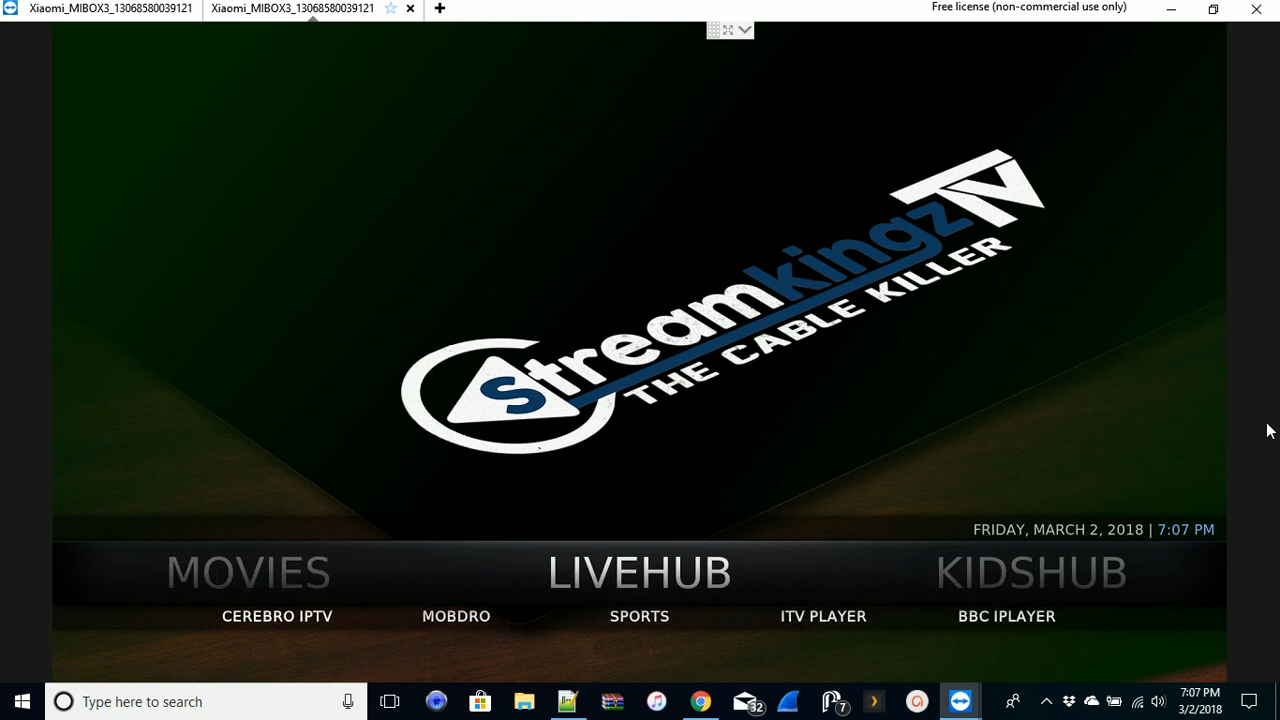 Xiaomi_MIBOX3_13068580039121
Xiaomi_MIBOX3_13068580039121
Free license (non-commercial use only)
StreamkingzTV
THE CABLE KILLER
FRIDAY, MARCH 2, 2018 | 7:07 PM
MOVIES
LIVEHUB
KIDSHUB
CEREBRO IPTV
MOBDRO
SPORTS
ITV PLAYER
BBC IPLAYER
Type here to search
32
7
7:07 PM
3/2/2018